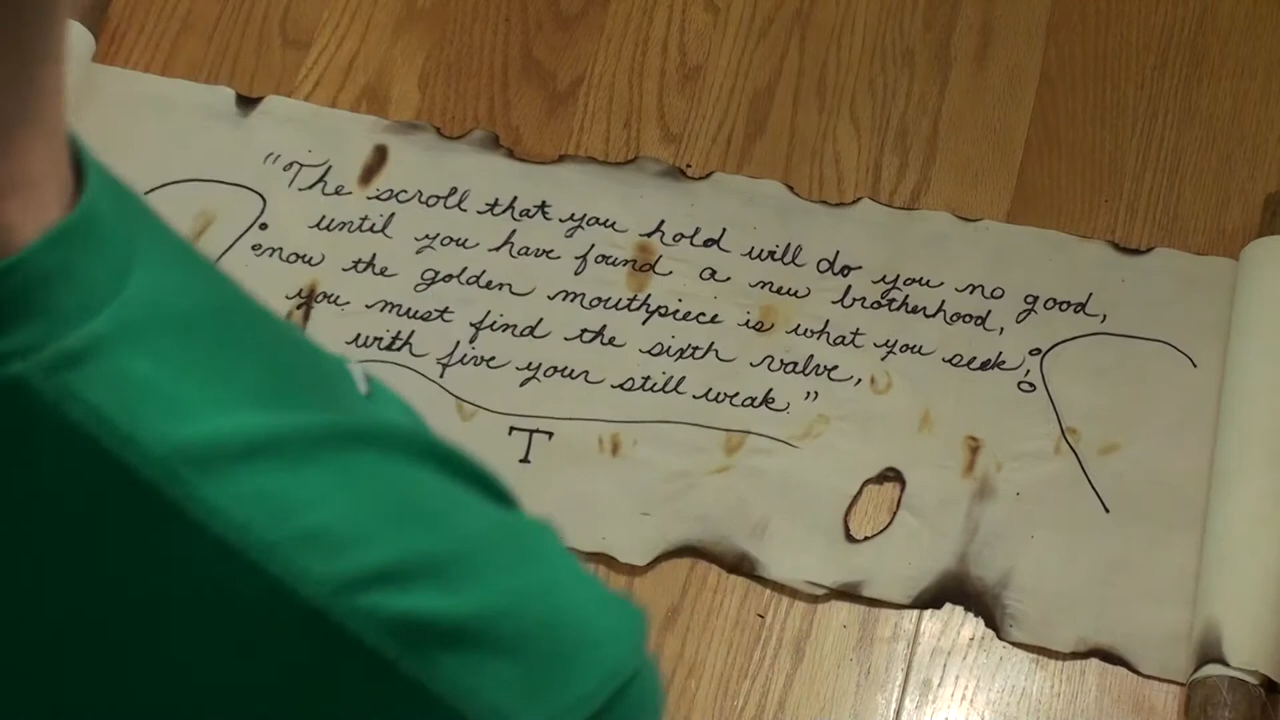 "The scroll that you hold will do you no good,
until you have found a new brotherhood,
now the golden mouthpiece is what you seek,
you must find the sixth valve,
with five your still weak."
T